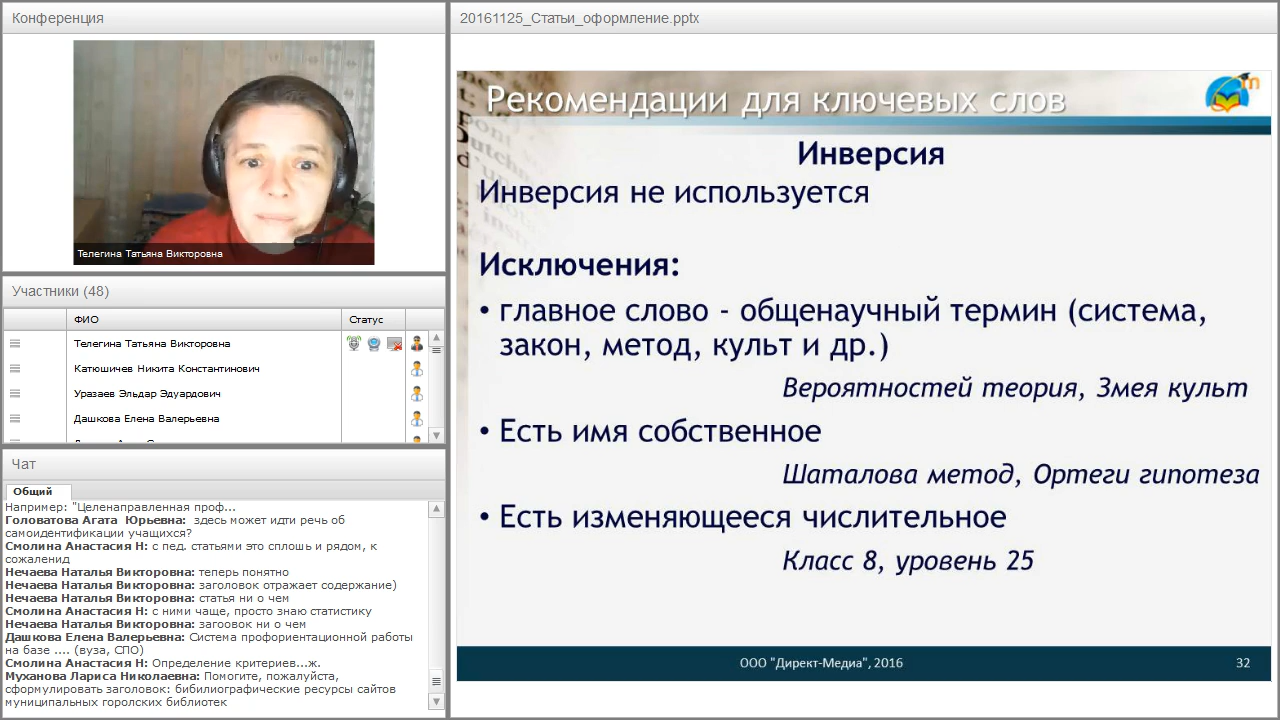 Конференция
Телегина Татьяна Викторовна
Участники (48)
ФИО
Статус
Телегина Татьяна Викторовна
Катюшичев Никита Константинович
Уразаев Эльдар Эдуардович
Дашкова Елена Валерьевна
Чат
Общий
Например: "Целенаправленная проф...
Головатова Агата Юрьевна: здесь может идти речь об
самоидентификации учащихся?
Смолина Анастасия Н: с пед. статьями это сплошь и рядом, к
сожаленид
Нечаева Наталья Викторовна: теперь понятно
Нечаева Наталья Викторовна: заголовок отражает содержание)
Нечаева Наталья Викторовна: статья ни о чем
Смолина Анастасия Н: с ними чаще, просто знаю статистику
Нечаева Наталья Викторовна: загоовок ни о чем
Дашкова Елена Валерьевна: Система профориентационной работы
на базе .... (вуза, СПО)
Смолина Анастасия Н: Определение критериев...ж.
Муханова Лариса Николаевна: Помогите, пожалуйста,
сформулировать заголовок: бибилиографические ресурсы сайтов
муниципальных горолских библиотек
20161125_Статьи_оформление.pptx
Рекомендации для ключевых слов
Инверсия
Инверсия не используется
Исключения:
• главное слово - общенаучный термин (система,
закон, метод, культ и др.)
Вероятностей теория, Змея культ
• Есть имя собственное
Шаталова метод, Ортеги гипотеза
• Есть изменяющееся числительное
Класс 8, уровень 25
ООО "Директ-Медиа", 2016
32